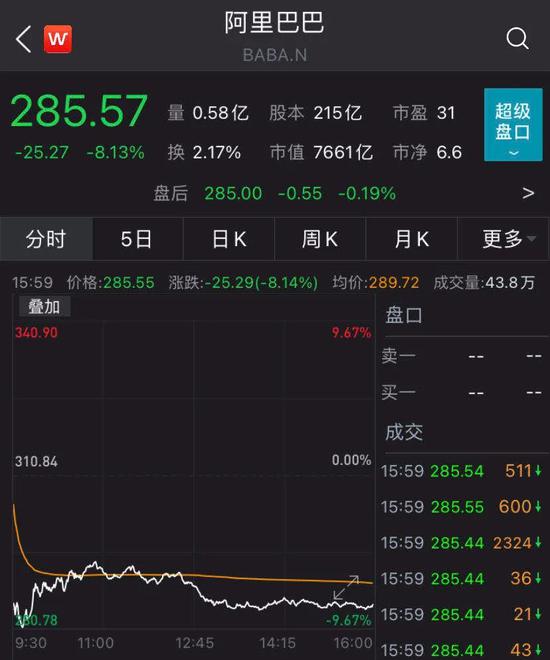 阿里巴巴
W
BABA.N
285.57 量 0.58亿 股本 215亿 市盈 31 超级
-25.27 -8.13% 换 2.17% 市值 7661亿 市净 6.6 盘口
盘后 285.00 -0.55 -0.19% >
分时 5日 日K 周K 月K 更多
15:59 价格:285.55 涨跌:-25.29(-8.14%) 均价:289.72 成交量:43.8万
叠加 盘口
340.90 9.67%
卖一 -- --
买一 -- --
成交
310.84 0.00%
15:59 285.54 511↓
15:59 285.55 600↓
15:59 285.44 2324↓
15:59 285.44 36↓
15:59 285.44 21↓
280.78 -9.67%
15:59 285.44 43↓
9:30 11:00 12:45 14:15 16:00